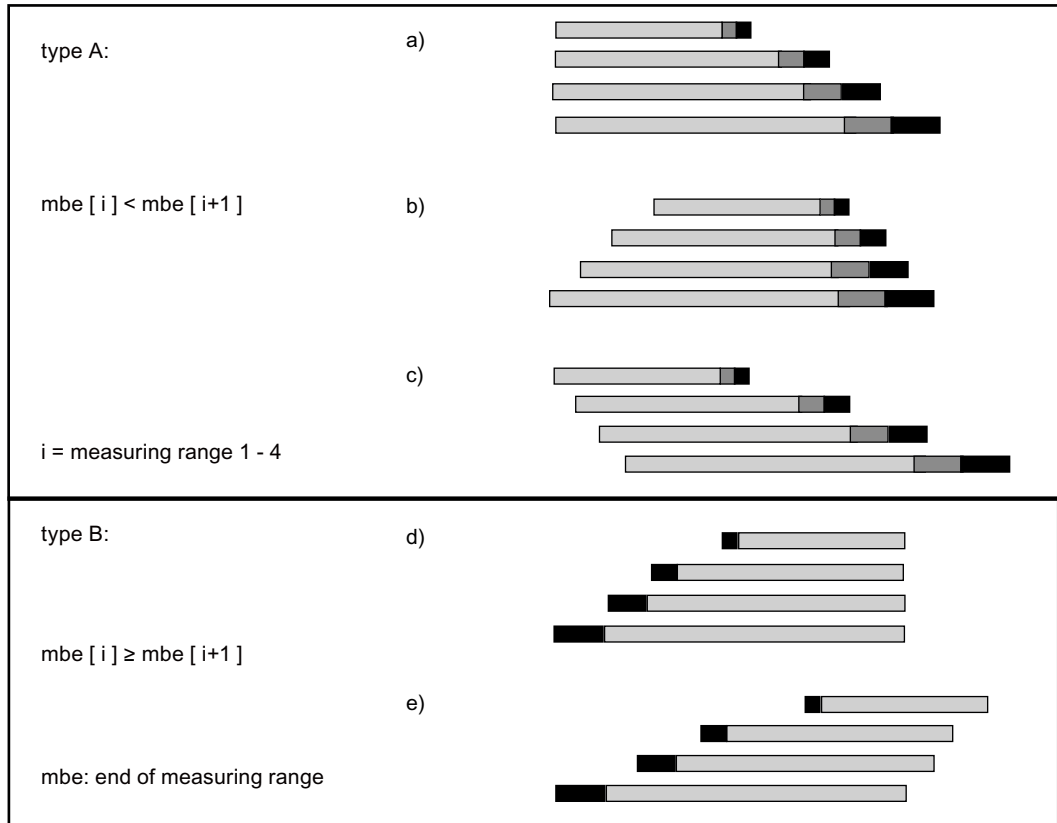 type A:
a)
mbe [ i ] < mbe [ i+1 ]
b)
c)
i = measuring range 1 - 4
type B:
d)
mbe [ i ] ≥ mbe [ i+1 ]
e)
mbe: end of measuring range